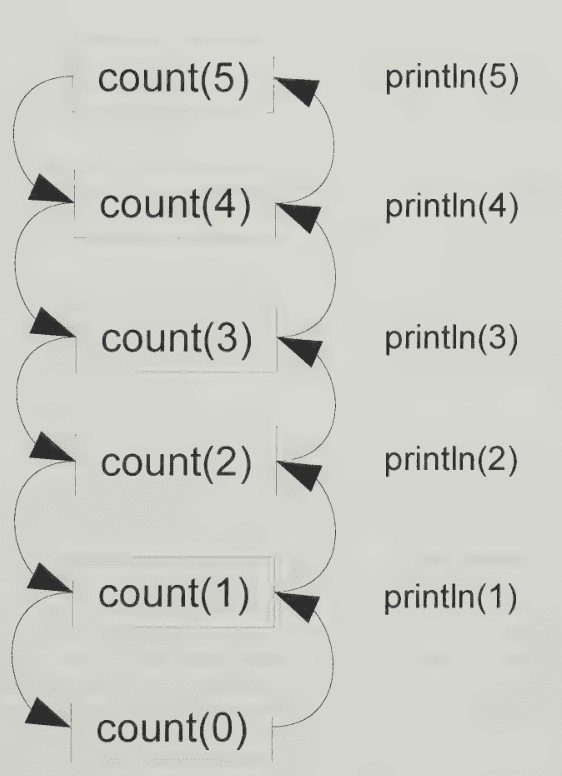 count(5) println(5)
count(4) println(4)
count(3) println(3)
count(2) println(2)
count(1) println(1)
count(0)